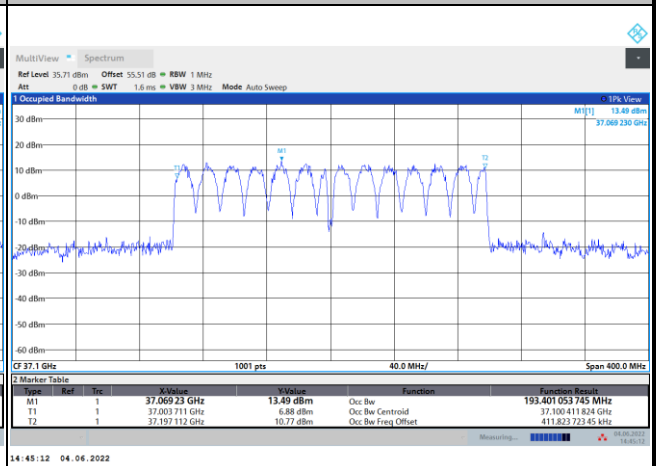 MultiView Spectrum
Ref Level 35.71 dBm Offset 55.51 dB RBW 1 MHz
Att 0 dB SWT 1.6 ms VBW 3 MHz Mode Auto Sweep
1 Occupied Bandwidth 1Pk View
M1[1] 13.49 dBm
37.069 230 GHz
30 dBm
20 dBm
M1
T1
T2
10 dBm
0 dBm
-10 dBm
-20 dBm
-30 dBm
-40 dBm
-50 dBm
-60 dBm
CF 37.1 GHz 1001 pts 40.0 MHz/ Span 400.0 MHz
2 Marker Table
Type Ref Trc X-Value Y-Value Function Function Result
M1 1 37.069 23 GHz 13.49 dBm Occ Bw 193.401 053 745 MHz
T1 1 37.003 711 GHz 6.88 dBm Occ Bw Centroid 37.100 411 824 GHz
T2 1 37.197 112 GHz 10.77 dBm Occ Bw Freq Offset 411.823 723 45 kHz
Measuring... 04.06.2022
14:45:12
14:45:12 04.06.2022